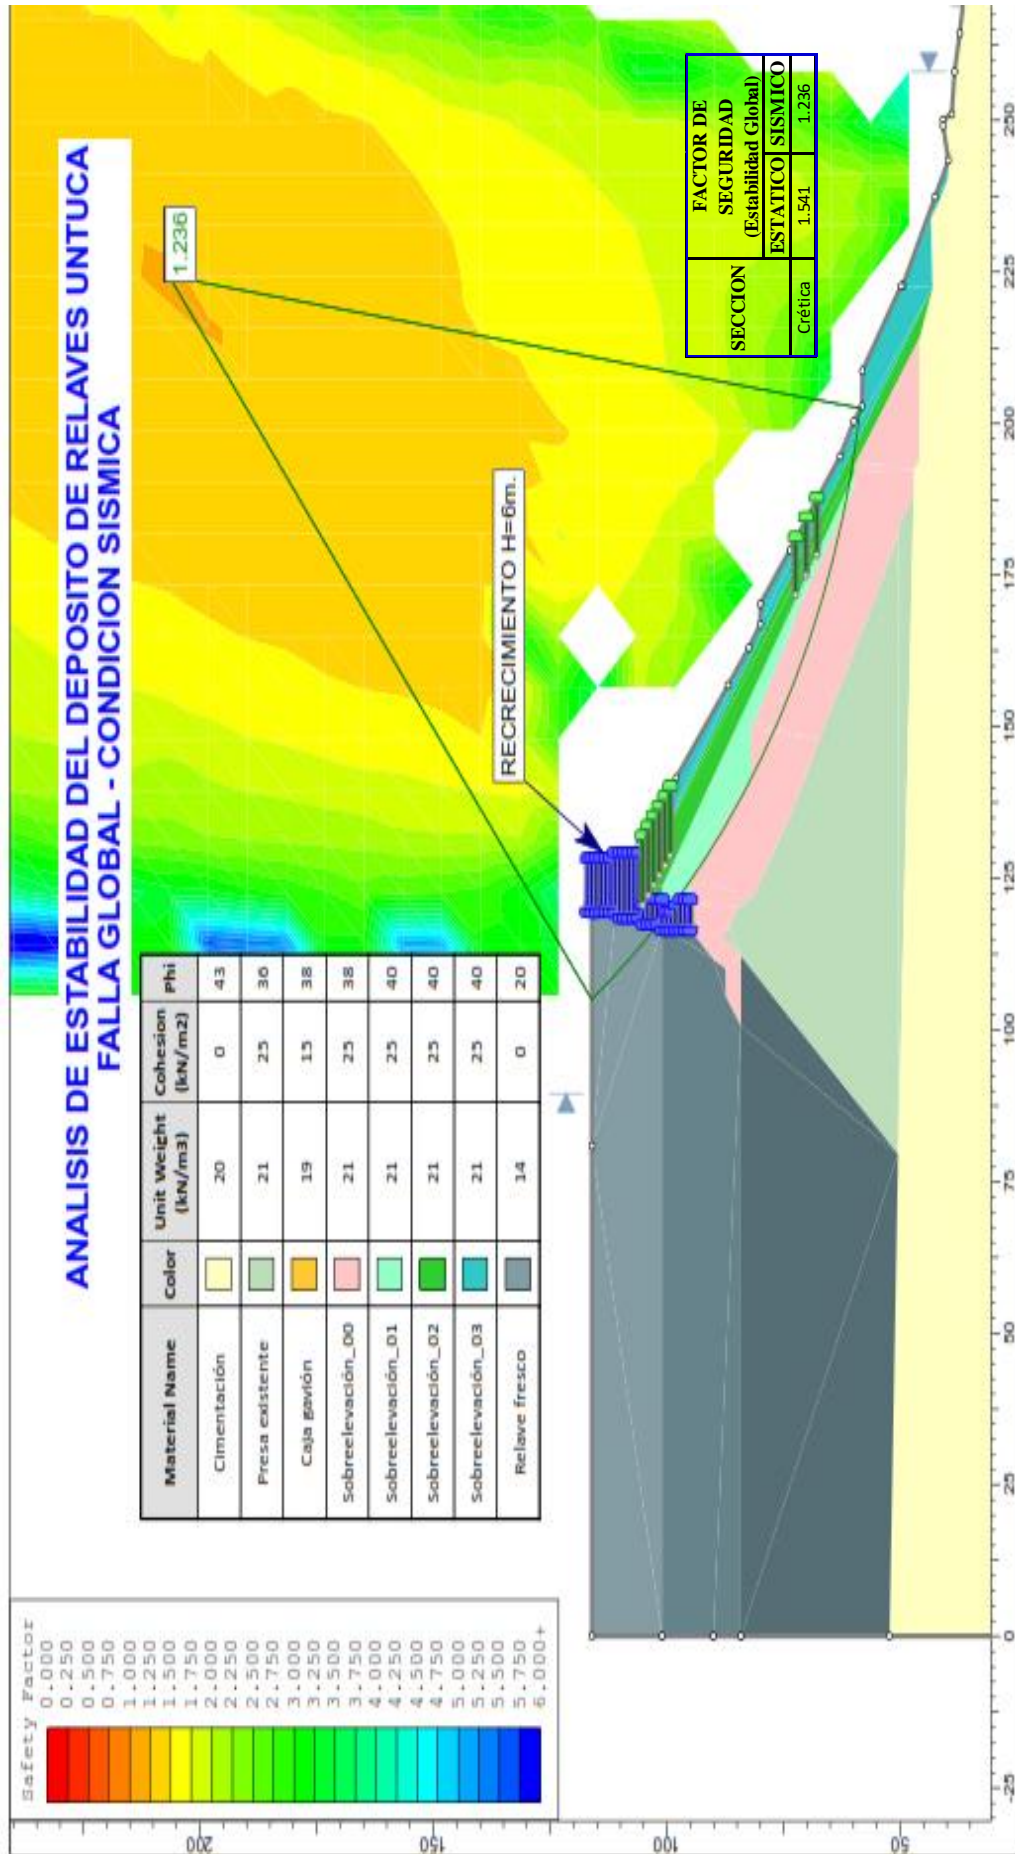 ANALISIS DE ESTABILIDAD DEL DEPOSITO DE RELAVES UNTUCA
FALLA GLOBAL - CONDICION SISMICA
Safety Factor
0.000
0.250
0.500
0.750
1.000
1.250
1.500
1.750
2.000
2.250
2.500
2.750
3.000
3.250
3.500
3.750
4.000
4.250
4.500
4.750
5.000
5.250
5.500
5.750
6.000+
Material Name Color Unit Weight (kN/m3) Cohesion (kN/m2) Phi
Cimentación 20 0 43
Presa existente 21 25 36
Caja gavión 19 15 38
Sobreelevación_00 21 25 38
Sobreelevación_01 21 25 40
Sobreelevación_02 21 25 40
Sobreelevación_03 21 25 40
Relave fresco 14 0 20
1.236
RECRECIMIENTO H=6m.
SECCION FACTOR DE SEGURIDAD (Estabilidad Global)
ESTATICO SISMICO
Crética 1.541 1.236
200
150
100
50
-25 0 25 50 75 100 125 150 175 200 225 250